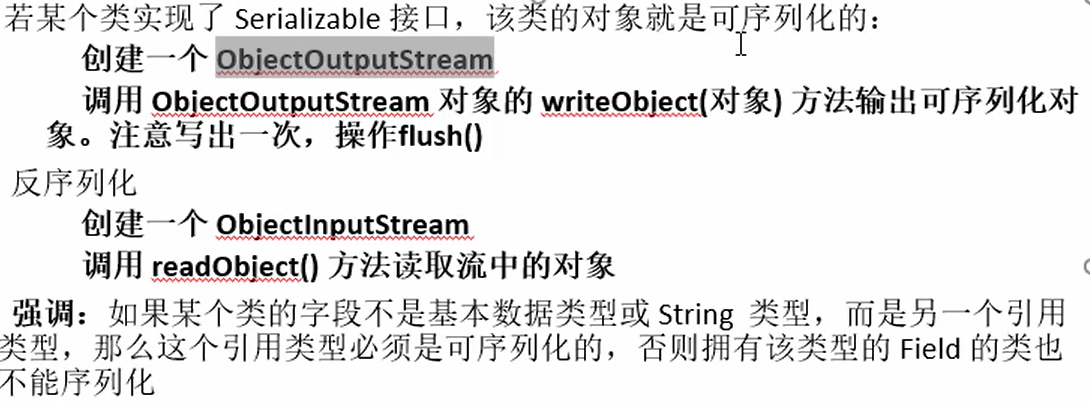 若某个类实现了 Serializable 接口，该类的对象就是可序列化的：
创建一个 ObjectOutputStream
调用 ObjectOutputStream 对象的 writeObject(对象) 方法输出可序列化对
象。注意写出一次，操作flush()
反序列化
创建一个 ObjectInputStream
调用 readObject() 方法读取流中的对象
强调：如果某个类的字段不是基本数据类型或 String 类型，而是另一个引用
类型，那么这个引用类型必须是可序列化的，否则拥有该类型的 Field 的类也
不能序列化